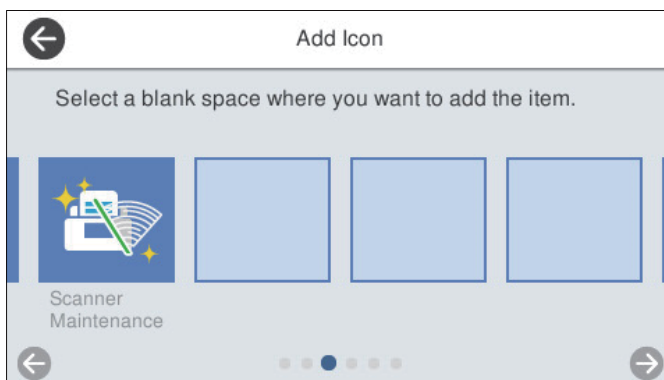 Add Icon
Select a blank space where you want to add the item.
Scanner
Maintenance